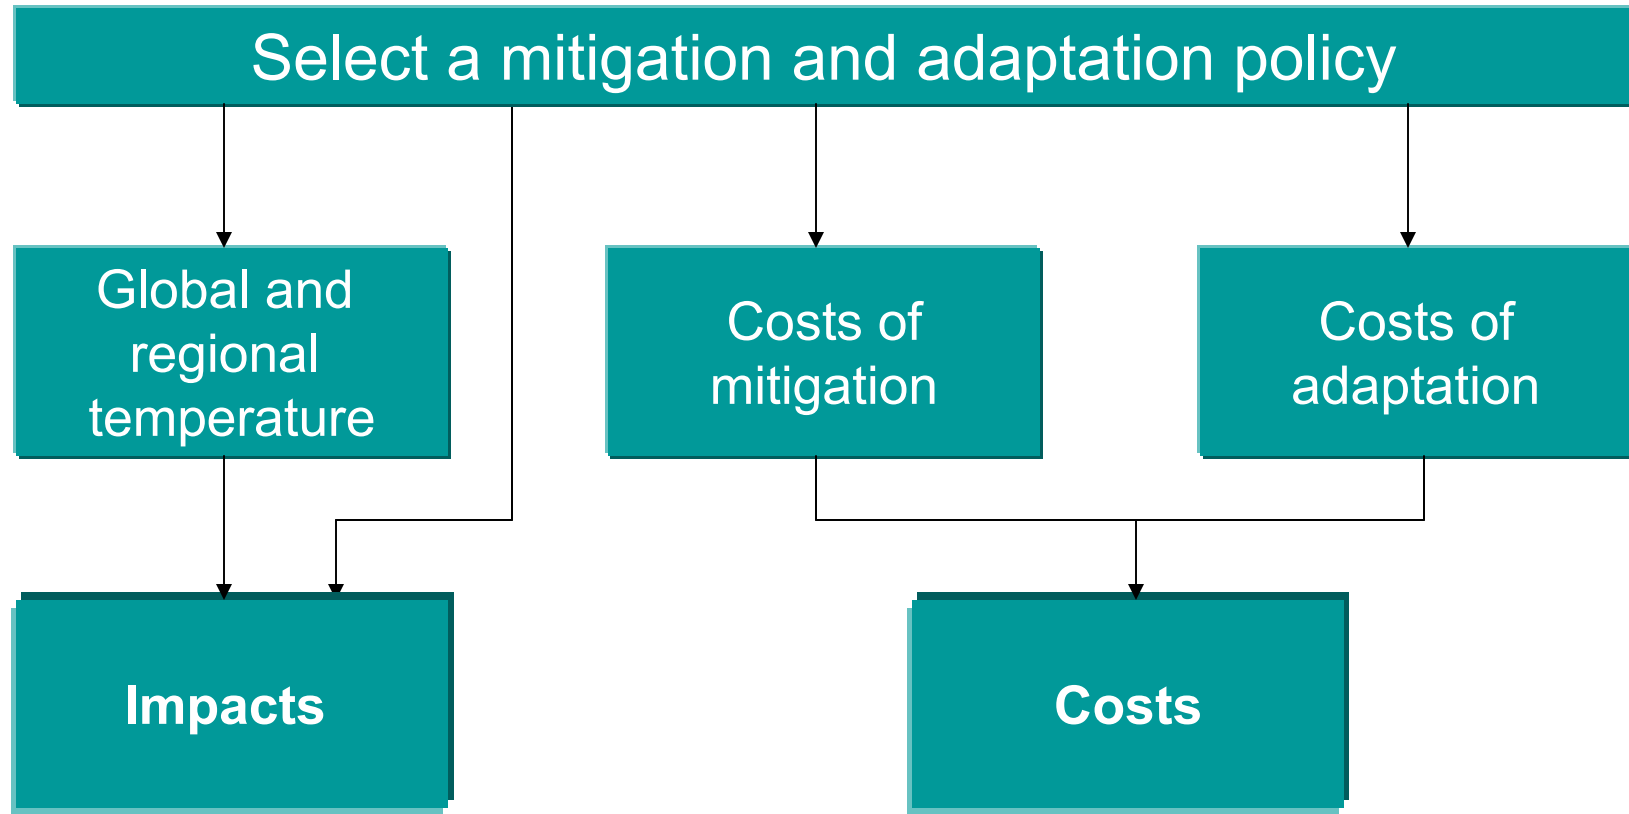 Select a mitigation and adaptation policy
Global and
regional
temperature
Costs of
mitigation
Costs of
adaptation
Impacts
Costs